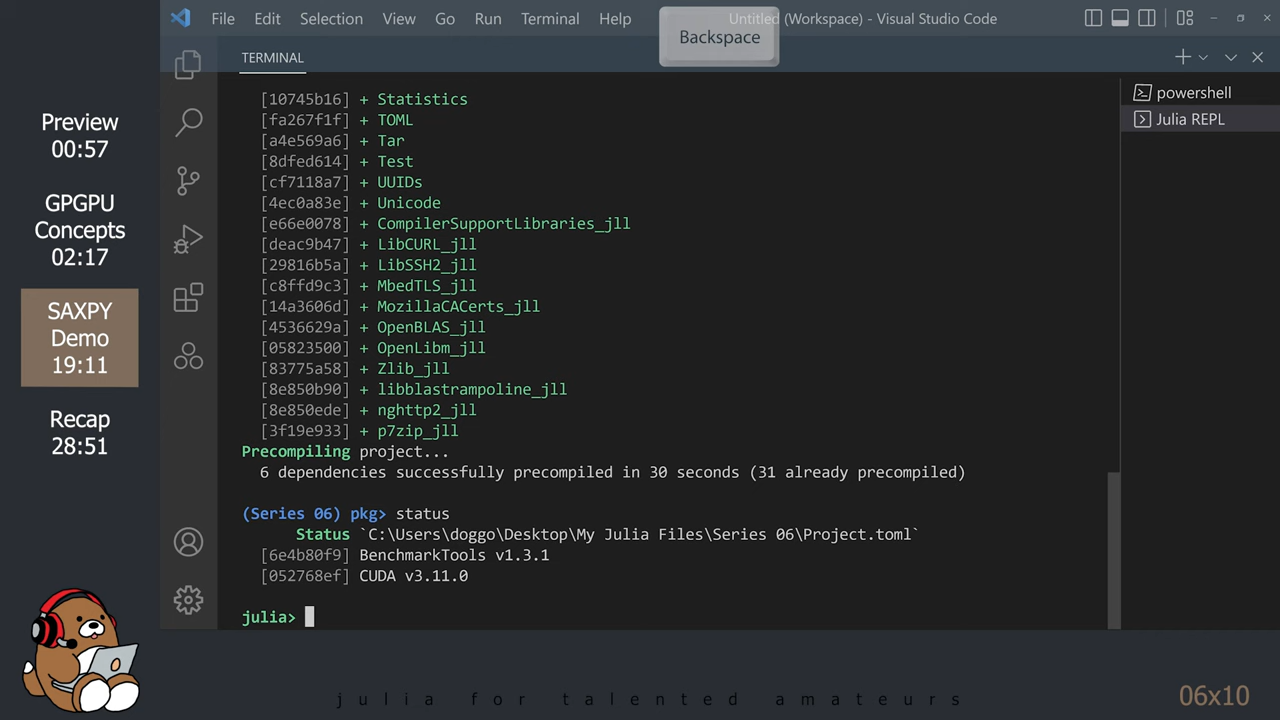 File Edit Selection View Go Run Terminal Help Untitled (Workspace) - Visual Studio Code
Backspace
TERMINAL
Preview
00:57
GPGPU
Concepts
02:17
SAXPY
Demo
19:11
Recap
28:51
[10745b16] + Statistics
[fa267f1f] + TOML
[a4e569a6] + Tar
[8dfed614] + Test
[cf7118a7] + UUIDs
[4ec0a83e] + Unicode
[e66e0078] + CompilerSupportLibraries_jll
[deac9b47] + LibCURL_jll
[29816b5a] + LibSSH2_jll
[c8ffd9c3] + MbedTLS_jll
[14a3606d] + MozillaCACerts_jll
[4536629a] + OpenBLAS_jll
[05823500] + OpenLibm_jll
[83775a58] + Zlib_jll
[8e850b90] + libblastrampoline_jll
[8e850ede] + nghttp2_jll
[3f19e933] + p7zip_jll
Precompiling project...
6 dependencies successfully precompiled in 30 seconds (31 already precompiled)
(Series 06) pkg> status
Status `C:\Users\doggo\Desktop\My Julia Files\Series 06\Project.toml`
[6e4b80f9] BenchmarkTools v1.3.1
[052768ef] CUDA v3.11.0
julia>
powershell
Julia REPL
julia for talented amateurs
06x10